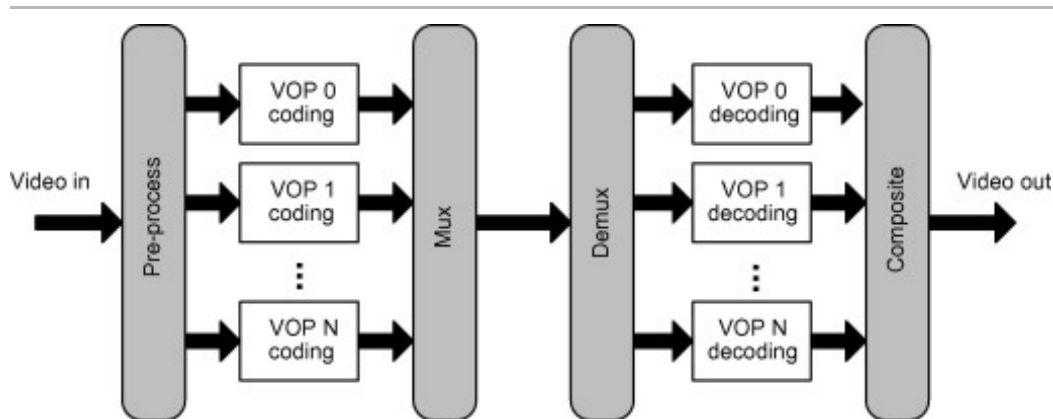 Video in
Pre-process
VOP 0
coding
VOP 1
coding
VOP N
coding
Mux
Demux
VOP 0
decoding
VOP 1
decoding
VOP N
decoding
Composite
Video out